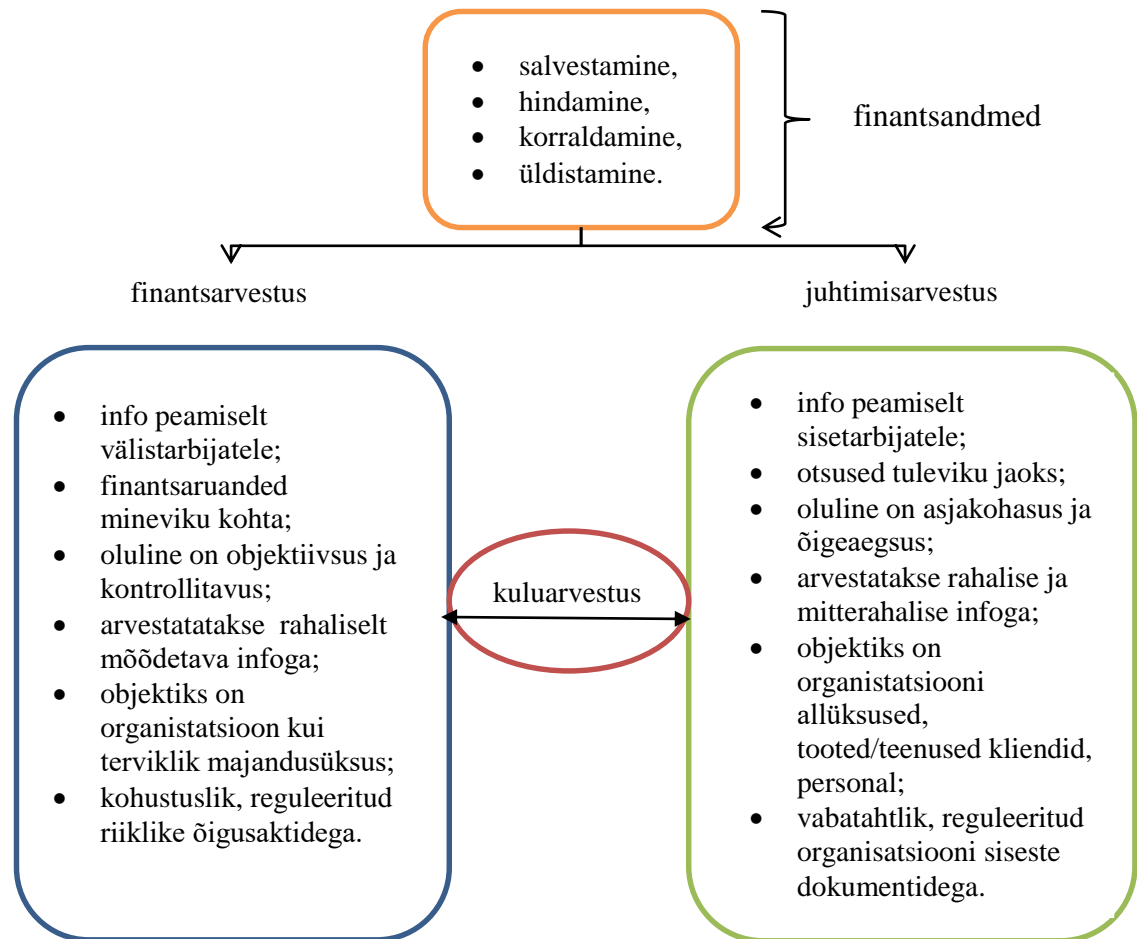 • salvestamine,
• hindamine,
• korraldamine,
• üldistamine.
finantsandmed
finantsarvestus
juhtimisarvestus
• info peamiselt
välistarbijatele;
• finantsaruanded
mineviku kohta;
• oluline on objektiivsus ja
kontrollitavus;
• arvestatatakse rahaliselt
mõõdetava infoga;
• objektiks on
organistatsioon kui
terviklik majandusüksus;
• kohustuslik, reguleeritud
riiklike õigusaktidega.
kuluarvestus
• info peamiselt
sisetarbijatele;
• otsused tuleviku jaoks;
• oluline on asjakohasus ja
õigeaegsus;
• arvestatakse rahalise ja
mitterahalise infoga;
• objektiks on
organistatsiooni
allüksused,
tooted/teenused kliendid,
personal;
• vabatahtlik, reguleeritud
organisatsiooni siseste
dokumentidega.